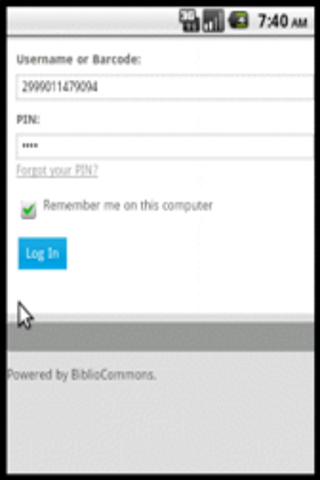 7:40 AM
Username or Barcode:
2999011479094
PIN:
••••
Forgot your PIN?
Remember me on this computer
Log In
Powered by BiblioCommons.